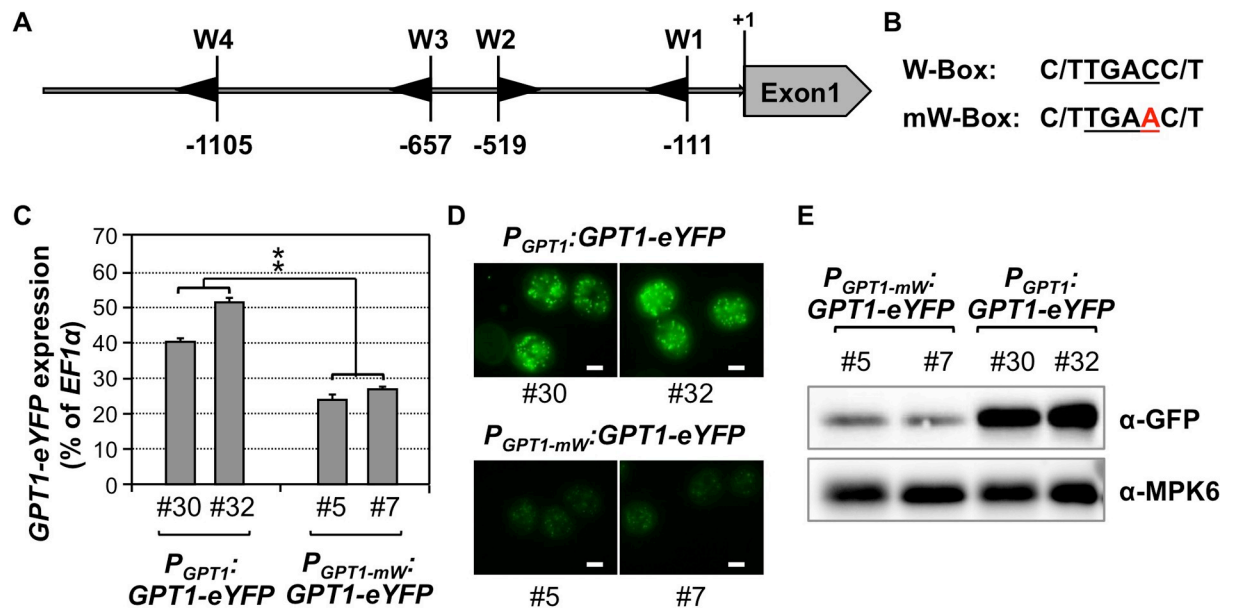 A
W4 W3 W2 W1 +1
Exon1
-1105 -657 -519 -111
B
W-Box: C/TTGACC/T
mW-Box: C/TTGAACC/T
C
GPT1-eYFP expression
(% of EF1α)
70
60
50
40
30
20
10
0
**
#30 #32 #5 #7
PGPT1: PGPT1-mW:
GPT1-eYFP GPT1-eYFP
D
PGPT1:GPT1-eYFP
#30 #32
PGPT1-mW:GPT1-eYFP
#5 #7
E
PGPT1-mW: PGPT1:
GPT1-eYFP GPT1-eYFP
#5 #7 #30 #32
α-GFP
α-MPK6